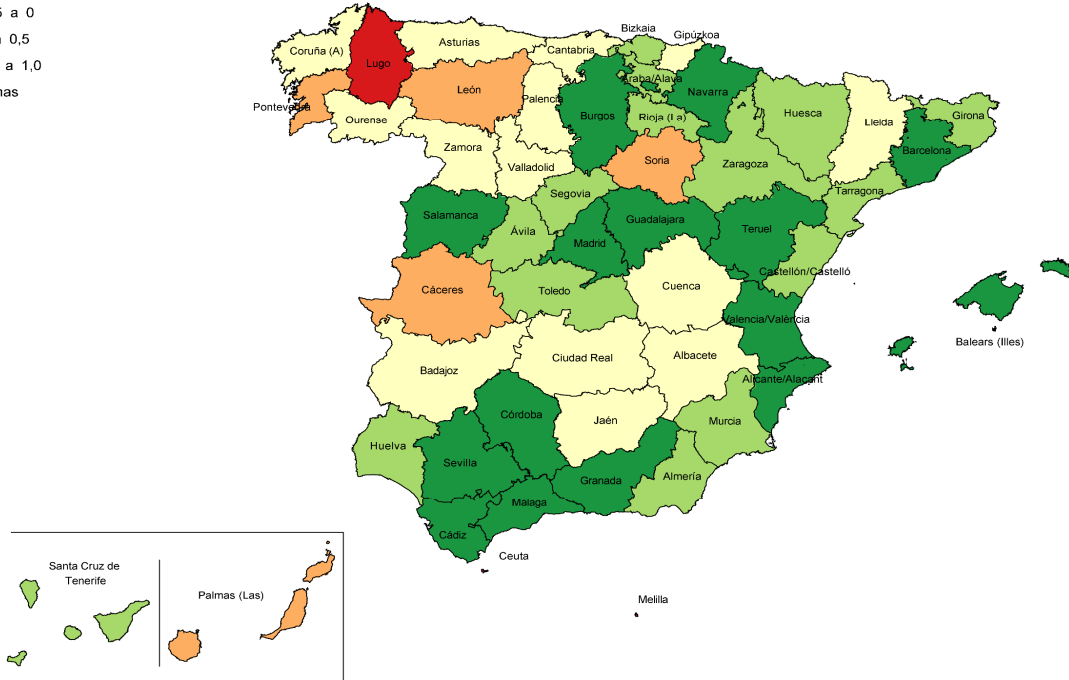 a 0
0,5
a 1,0
Bizkaia
Gipúzkoa
Coruña (A)
Asturias
Cantabria
Lugo
Araba/Alava
León
Navarra
Palencia
Pontevedra
Burgos
Rioja (La)
Huesca
Girona
Ourense
Lleida
Zamora
Barcelona
Valladolid
Soria
Zaragoza
Segovia
Tarragona
Salamanca
Guadalajara
Ávila
Madrid
Teruel
Castellón/Castelló
Cáceres
Toledo
Cuenca
Valencia/València
Balears (Illes)
Badajoz
Ciudad Real
Albacete
Alicante/Alacant
Córdoba
Jaén
Murcia
Huelva
Sevilla
Granada
Almería
Málaga
Cádiz
Ceuta
Santa Cruz de
Tenerife
Palmas (Las)
Melilla